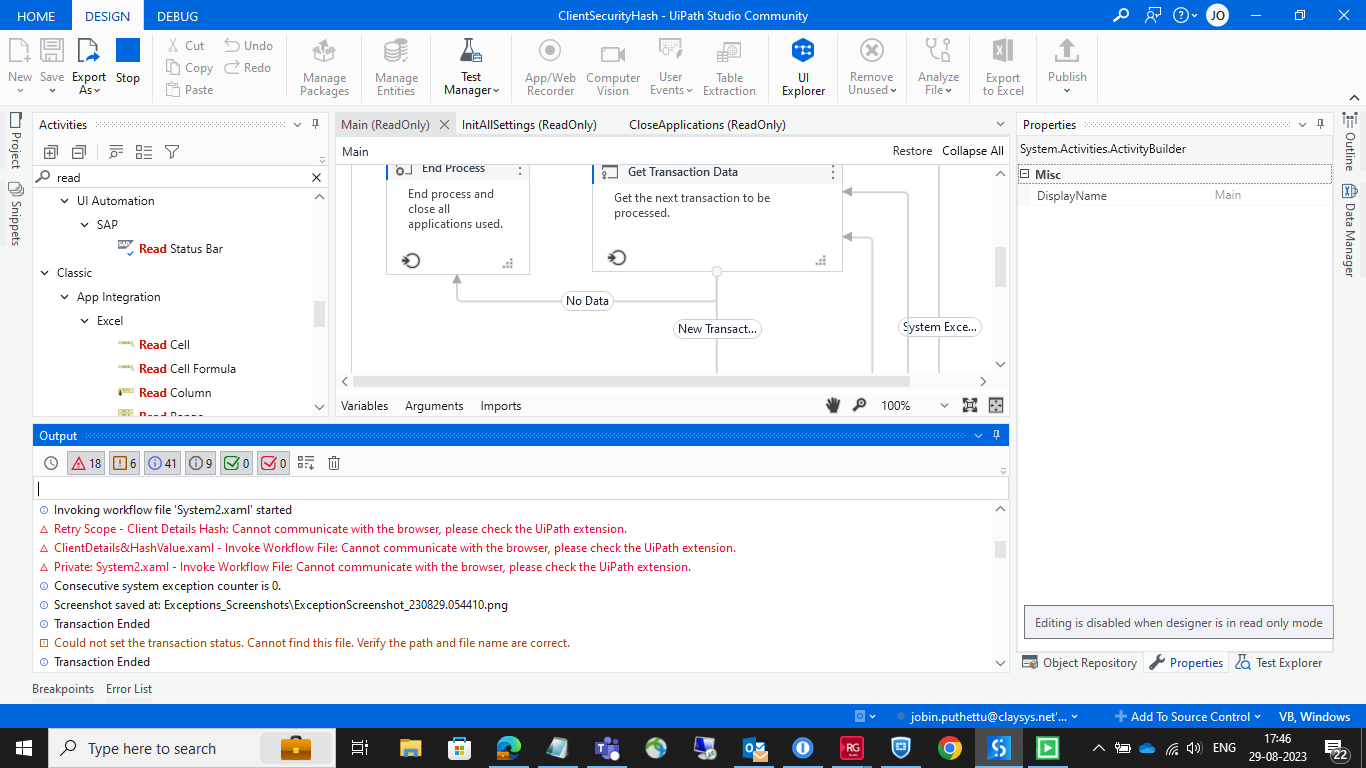 HOME
DESIGN
DEBUG
ClientSecurityHash - UiPath Studio Community
JO
New
Save
Export
As
Stop
Cut
Copy
Paste
Undo
Redo
Manage
Packages
Manage
Entities
Test
Manager
App/Web
Recorder
Computer
Vision
User
Events
Table
Extraction
UI
Explorer
Remove
Unused
Analyze
File
Export
to Excel
Publish
Project
Snippets
Activities
read
UI Automation
SAP
Read Status Bar
Classic
App Integration
Excel
Read Cell
Read Cell Formula
Read Column
Read Range
Main (ReadOnly)
InitAllSettings (ReadOnly)
CloseApplications (ReadOnly)
Main
Restore
Collapse All
End Process
End process and
close all
applications used.
Get Transaction Data
Get the next transaction to be
processed.
No Data
New Transact...
System Exce...
Variables
Arguments
Imports
100%
Properties
System.Activities.ActivityBuilder
Misc
DisplayName
Main
Outline
Data Manager
Output
18
6
41
9
0
0
Invoking workflow file 'System2.xaml' started
Retry Scope - Client Details Hash: Cannot communicate with the browser, please check the UiPath extension.
ClientDetails&HashValue.xaml - Invoke Workflow File: Cannot communicate with the browser, please check the UiPath extension.
Private: System2.xaml - Invoke Workflow File: Cannot communicate with the browser, please check the UiPath extension.
Consecutive system exception counter is 0.
Screenshot saved at: Exceptions_Screenshots\ExceptionScreenshot_230829.054410.png
Transaction Ended
Could not set the transaction status. Cannot find this file. Verify the path and file name are correct.
Transaction Ended
Editing is disabled when designer is in read only mode
Object Repository
Properties
Test Explorer
Breakpoints
Error List
jobin.puthettu@claysys.net'...
Add To Source Control
VB, Windows
Type here to search
RG
ENG
17:46
29-08-2023
22